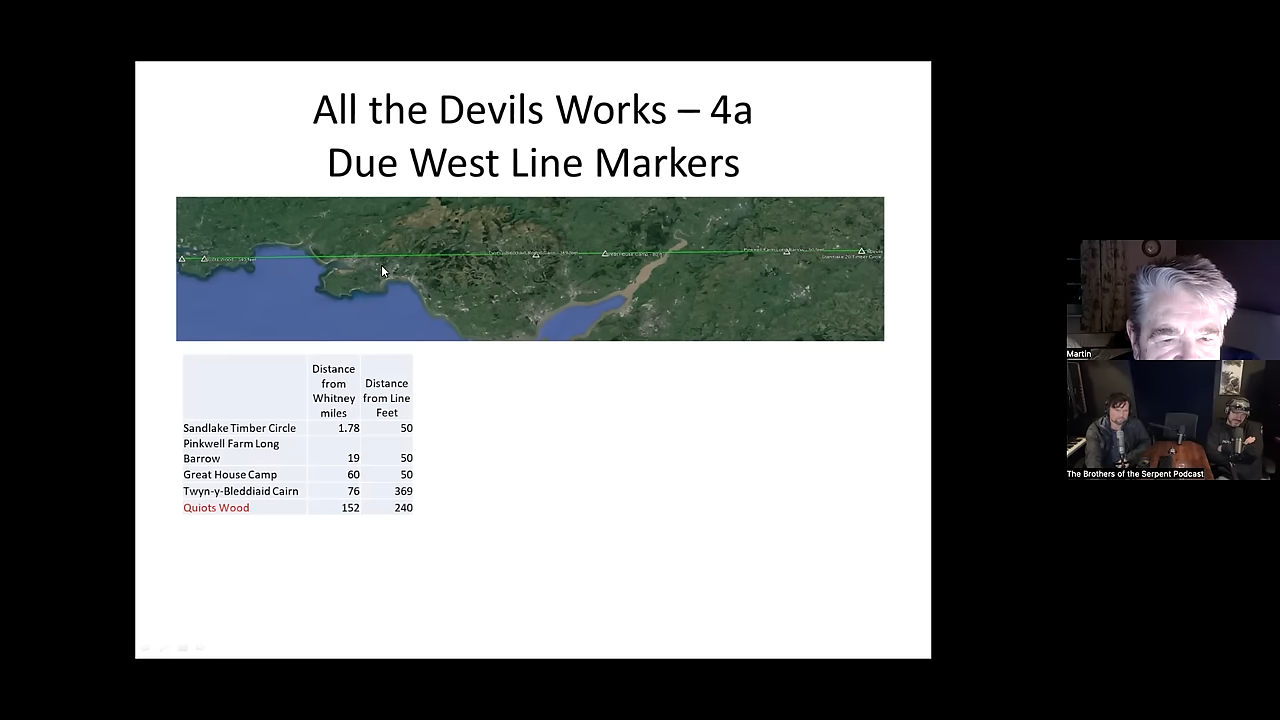 All the Devils Works – 4a
Due West Line Markers
Distance
from
Whitney
miles
Distance
from Line
Feet
Sandlake Timber Circle 1.78 50
Pinkwell Farm Long
Barrow 19 50
Great House Camp 60 50
Twyn-y-Bleddiaid Cairn 76 369
Quiots Wood 152 240
Martin
The Brothers of the Serpent Podcast